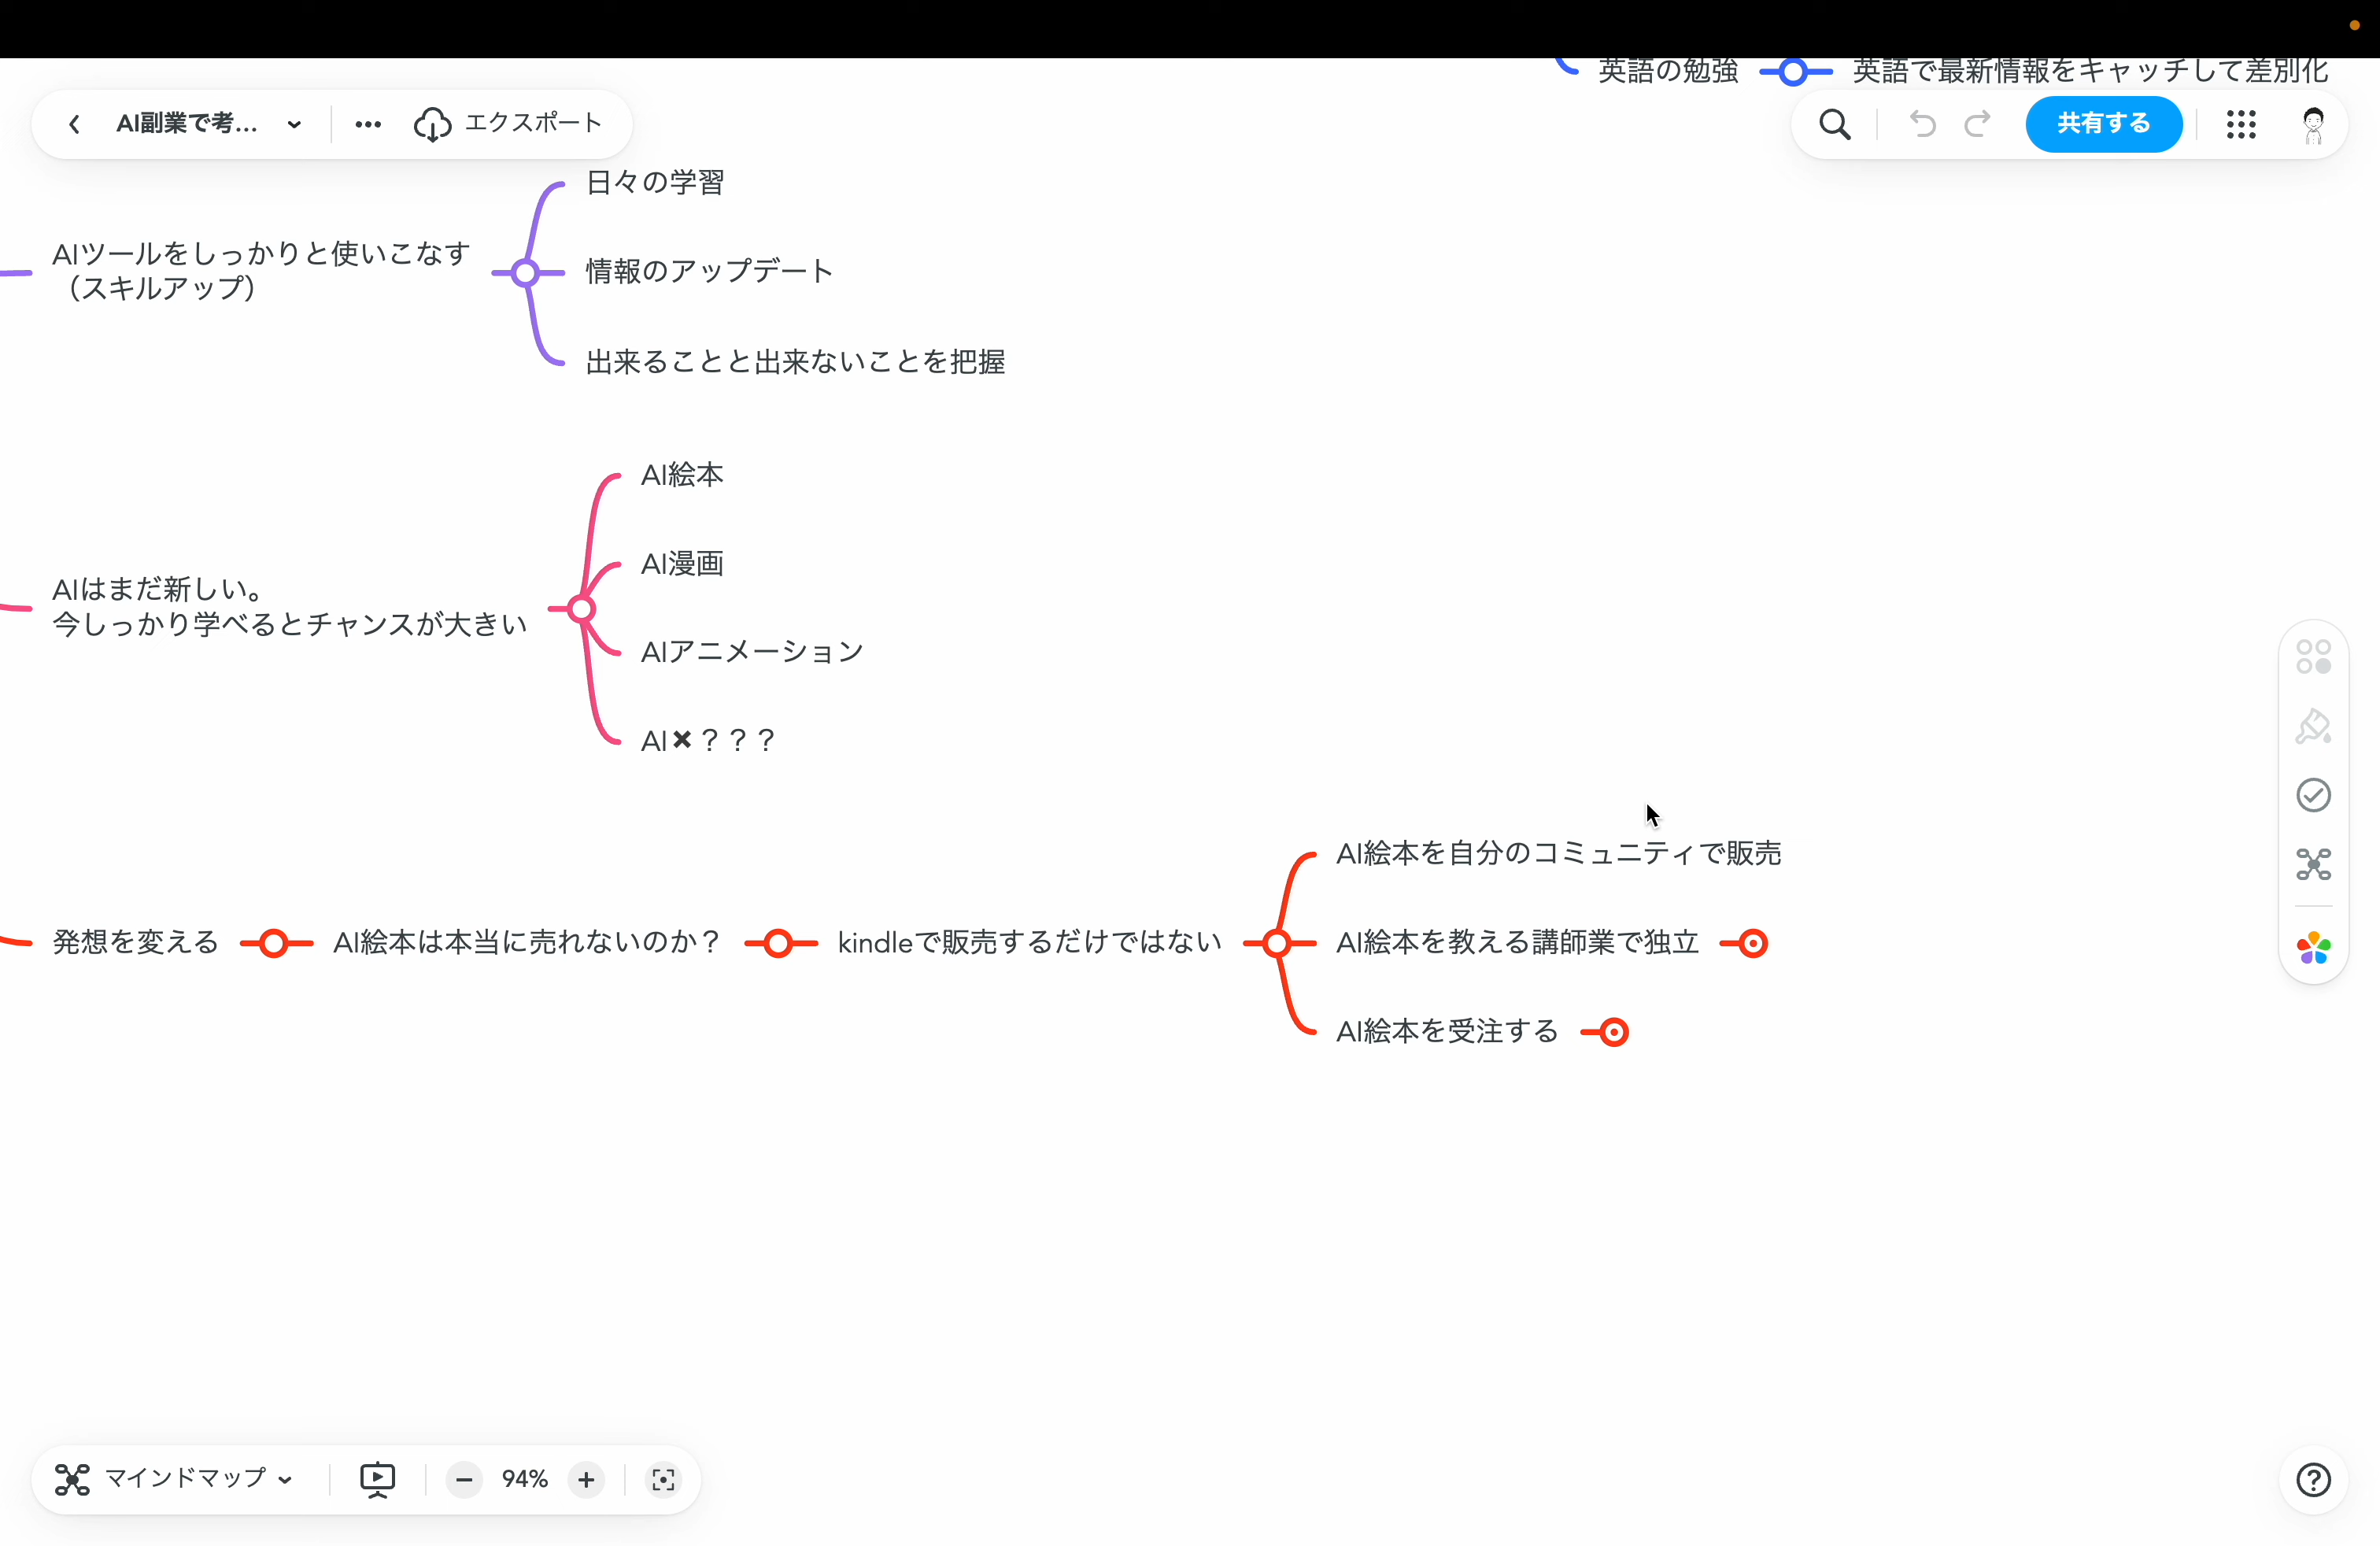 英語の勉強
英語で最新情報をキャッチして差別化
AI副業で考...
エクスポート
共有する
日々の学習
AIツールをしっかりと使いこなす
（スキルアップ）
情報のアップデート
出来ることと出来ないことを把握
AI絵本
AI漫画
AIはまだ新しい。
今しっかり学べるとチャンスが大きい
AIアニメーション
AI✖️？？？
AI絵本を自分のコミュニティで販売
発想を変える
AI絵本は本当に売れないのか？
kindleで販売するだけではない
AI絵本を教える講師業で独立
AI絵本を受注する
マインドマップ
94%